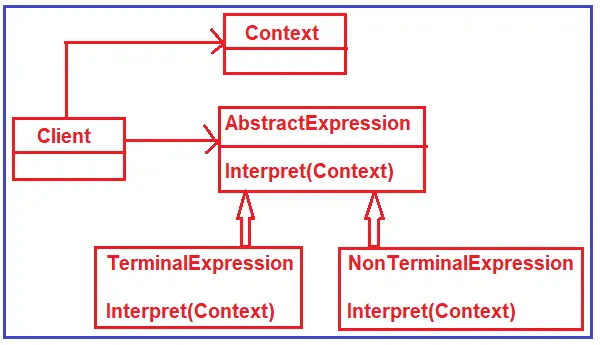 Context
Client
AbstractExpression
Interpret(Context)
TerminalExpression
Interpret(Context)
NonTerminalExpression
Interpret(Context)